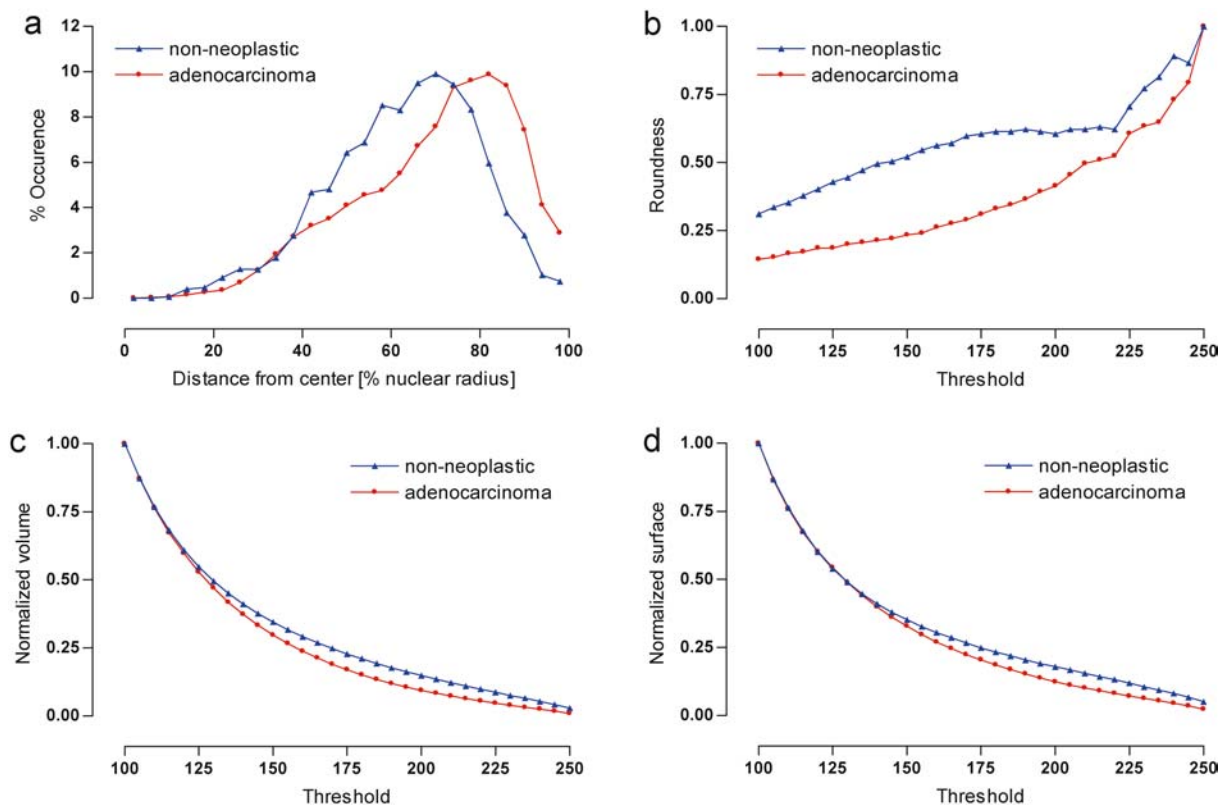 a
12
10
8
6
4
2
0
% Occurence
non-neoplastic
adenocarcinoma
0 20 40 60 80 100
Distance from center [% nuclear radius]
b
1.00
0.75
0.50
0.25
0.00
Roundness
non-neoplastic
adenocarcinoma
100 125 150 175 200 225 250
Threshold
c
1.00
0.75
0.50
0.25
0.00
Normalized volume
non-neoplastic
adenocarcinoma
100 125 150 175 200 225 250
Threshold
d
1.00
0.75
0.50
0.25
0.00
Normalized surface
non-neoplastic
adenocarcinoma
100 125 150 175 200 225 250
Threshold